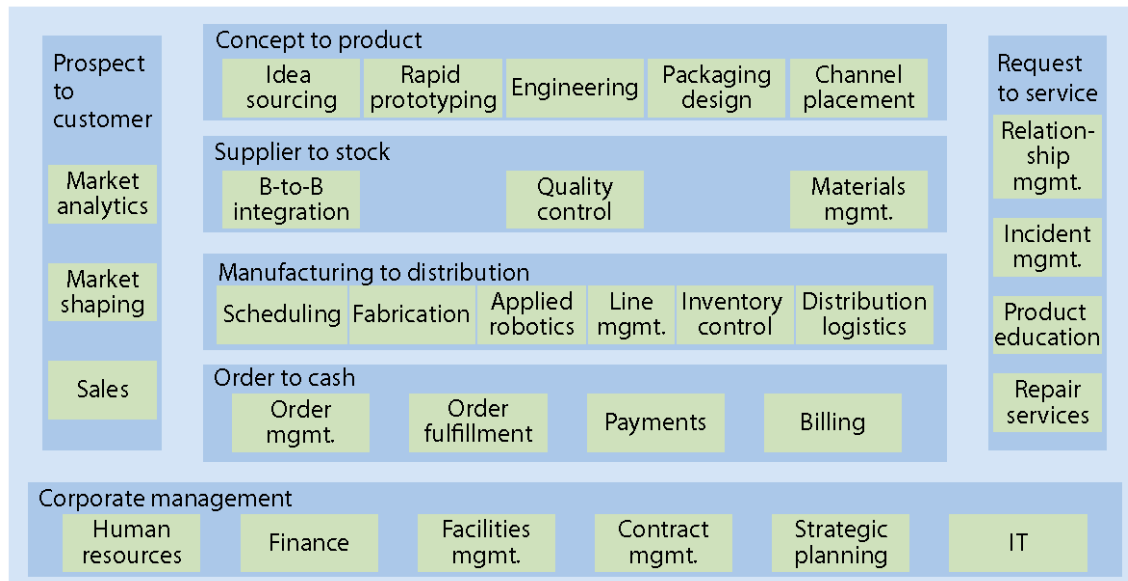 Prospect
to
customer
Market
analytics
Market
shaping
Sales
Concept to product
Idea
sourcing
Rapid
prototyping
Engineering
Packaging
design
Channel
placement
Supplier to stock
B-to-B
integration
Quality
control
Materials
mgmt.
Manufacturing to distribution
Scheduling
Fabrication
Applied
robotics
Line
mgmt.
Inventory
control
Distribution
logistics
Order to cash
Order
mgmt.
Order
fulfillment
Payments
Billing
Request
to service
Relation-
ship
mgmt.
Incident
mgmt.
Product
education
Repair
services
Corporate management
Human
resources
Finance
Facilities
mgmt.
Contract
mgmt.
Strategic
planning
IT